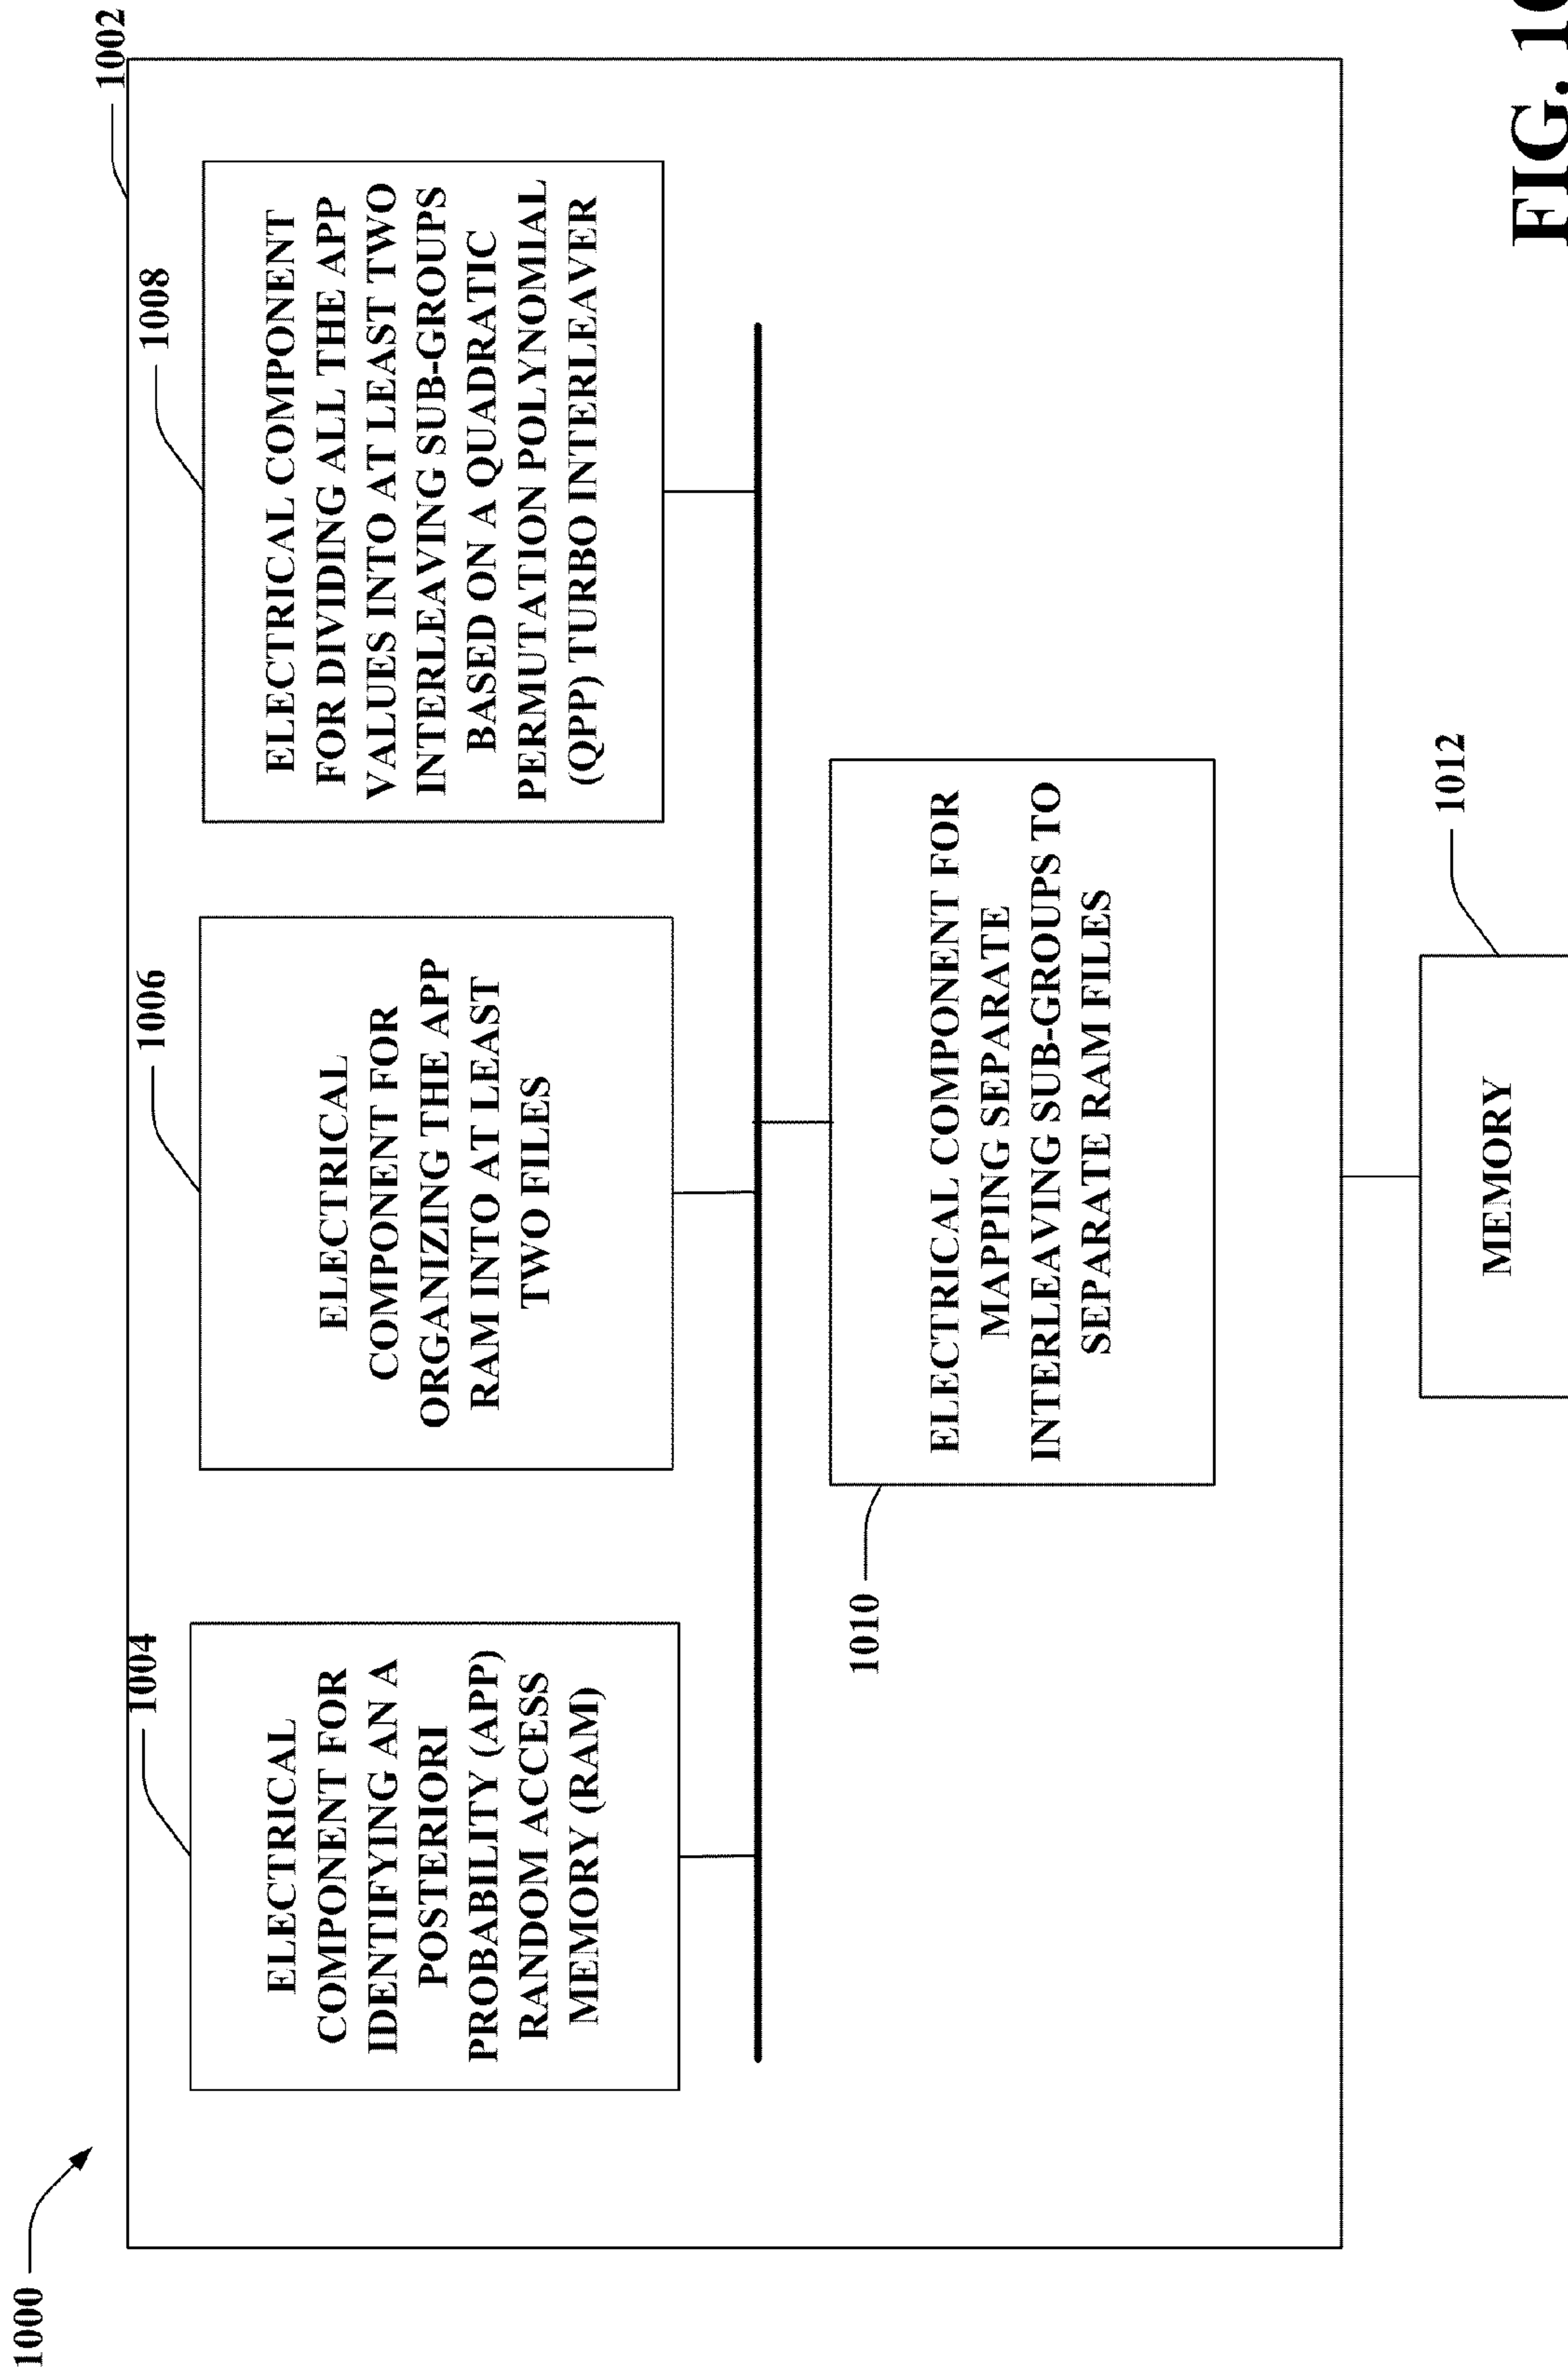 1000
1002
1004
ELECTRICAL
COMPONENT FOR
IDENTIFYING AN A
POSTERIORI
PROBABILITY (APP)
RANDOM ACCESS
MEMORY (RAM)
1006
ELECTRICAL
COMPONENT FOR
ORGANIZING THE APP
RAM INTO AT LEAST
TWO FILES
1008
ELECTRICAL COMPONENT
FOR DIVIDING ALL THE APP
VALUES INTO AT LEAST TWO
INTERLEAVING SUB-GROUPS
BASED ON A QUADRATIC
PERMUTATION POLYNOMIAL
(QPP) TURBO INTERLEAVER
1010
ELECTRICAL COMPONENT FOR
MAPPING SEPARATE
INTERLEAVING SUB-GROUPS TO
SEPARATE RAM FILES
1012
MEMORY
FIG. 10